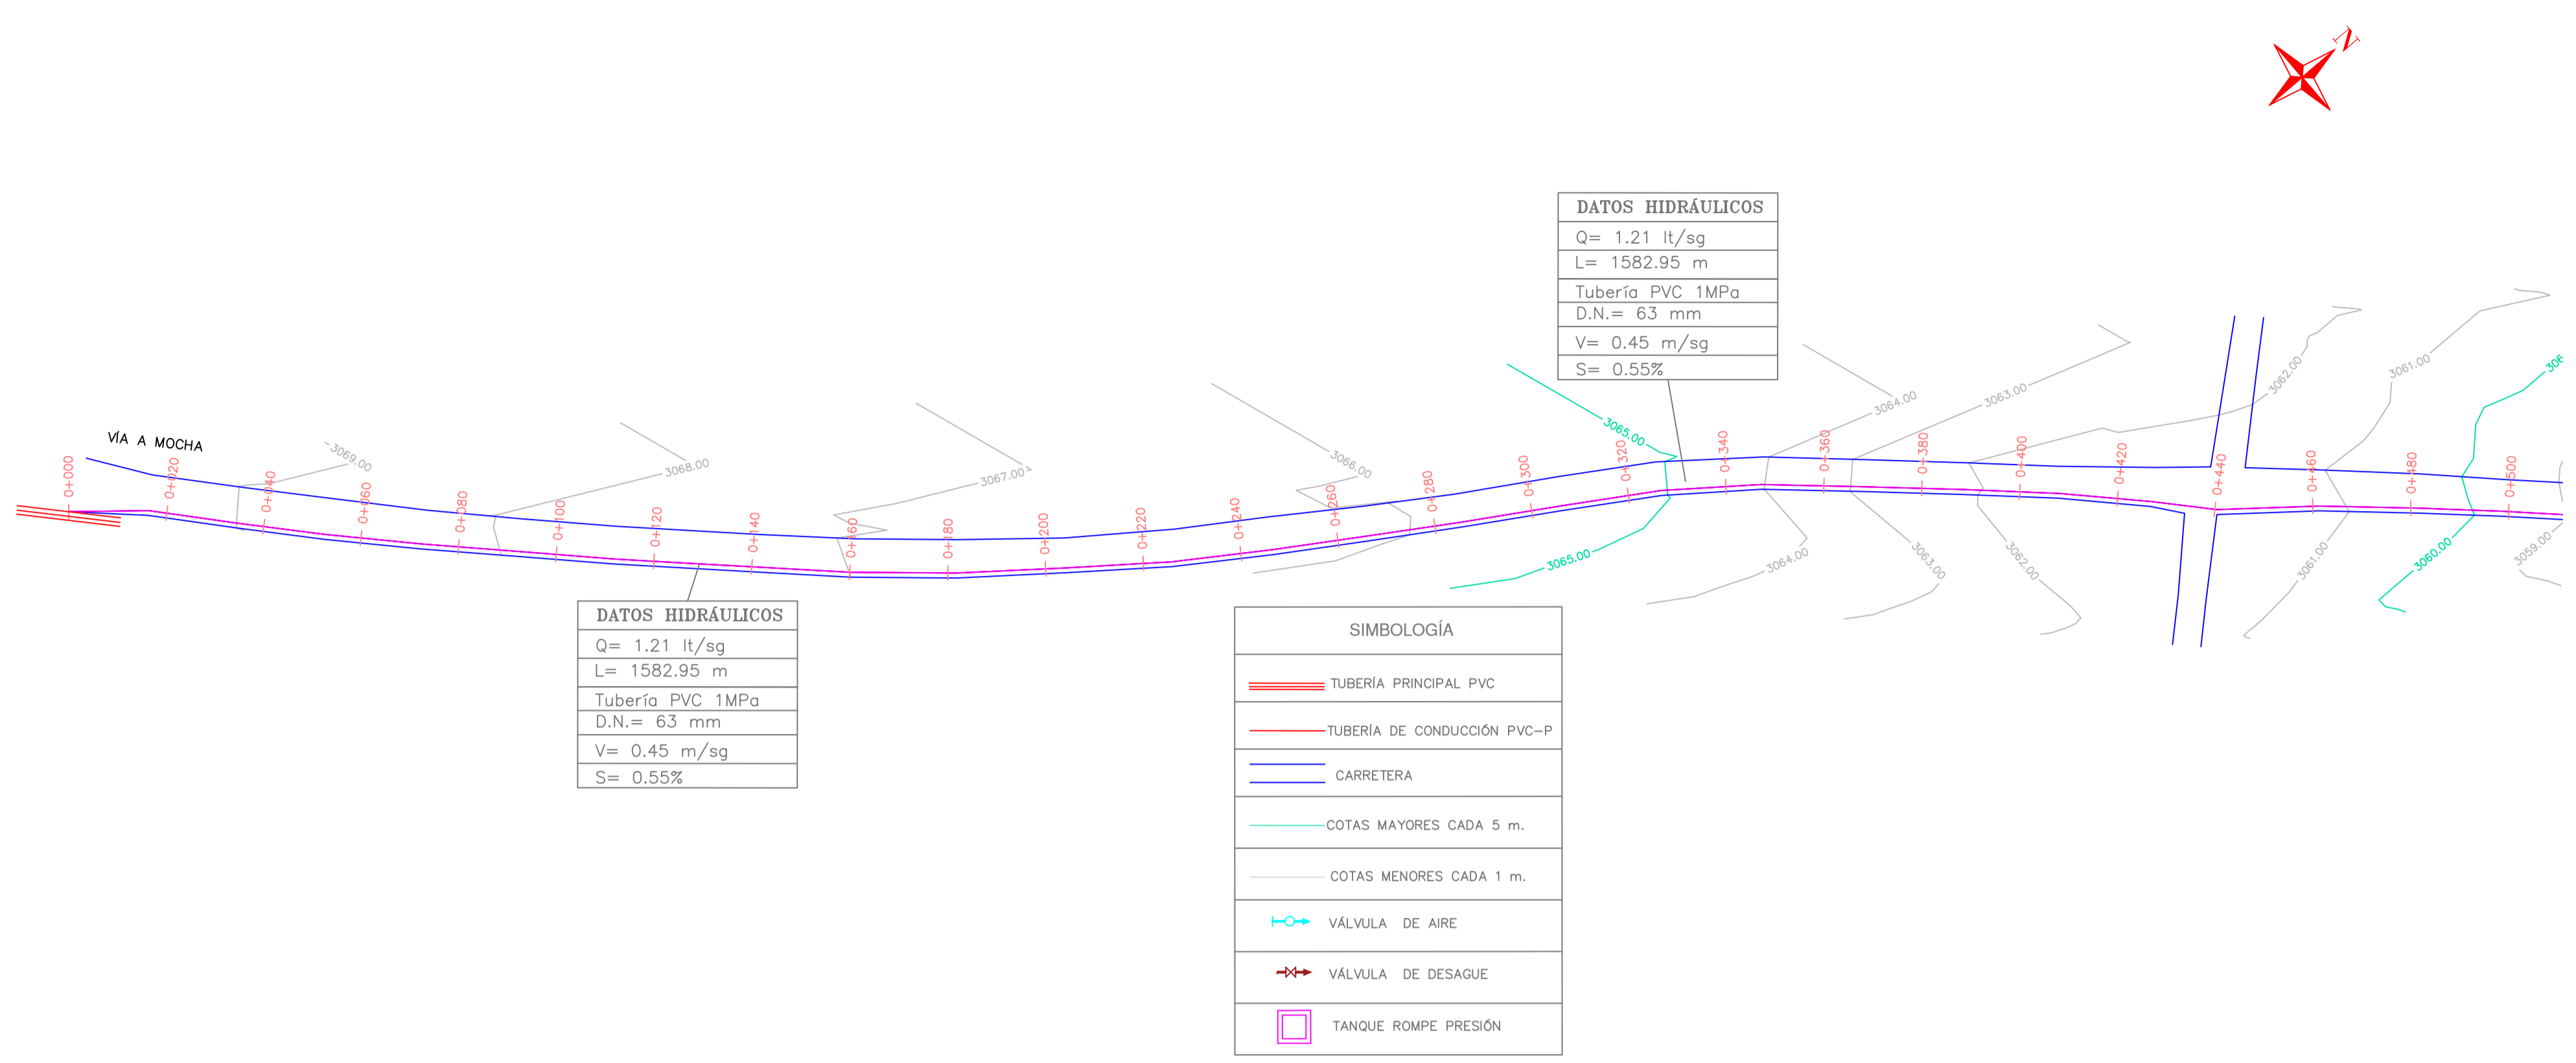 N
DATOS HIDRÁULICOS
Q= 1.21 lt/sg
L= 1582.95 m
Tubería PVC 1MPa
D.N.= 63 mm
V= 0.45 m/sg
S= 0.55%
VÍA A MOCHA
0+000
0+020
0+040
0+060
0+080
0+100
0+120
0+140
0+160
0+180
0+200
0+220
0+240
0+260
0+280
0+300
0+320
0+340
0+360
0+380
0+400
0+420
0+440
0+460
0+480
0+500
3069.00
3068.00
3067.00
3066.00
3065.00
3064.00
3063.00
3062.00
3061.00
306
3065.00
3064.00
3063.00
3062.00
3061.00
3060.00
3059.00
DATOS HIDRÁULICOS
Q= 1.21 lt/sg
L= 1582.95 m
Tubería PVC 1MPa
D.N.= 63 mm
V= 0.45 m/sg
S= 0.55%
SIMBOLOGÍA
TUBERÍA PRINCIPAL PVC
TUBERÍA DE CONDUCCIÓN PVC-P
CARRETERA
COTAS MAYORES CADA 5 m.
COTAS MENORES CADA 1 m.
VÁLVULA DE AIRE
VÁLVULA DE DESAGUE
TANQUE ROMPE PRESIÓN